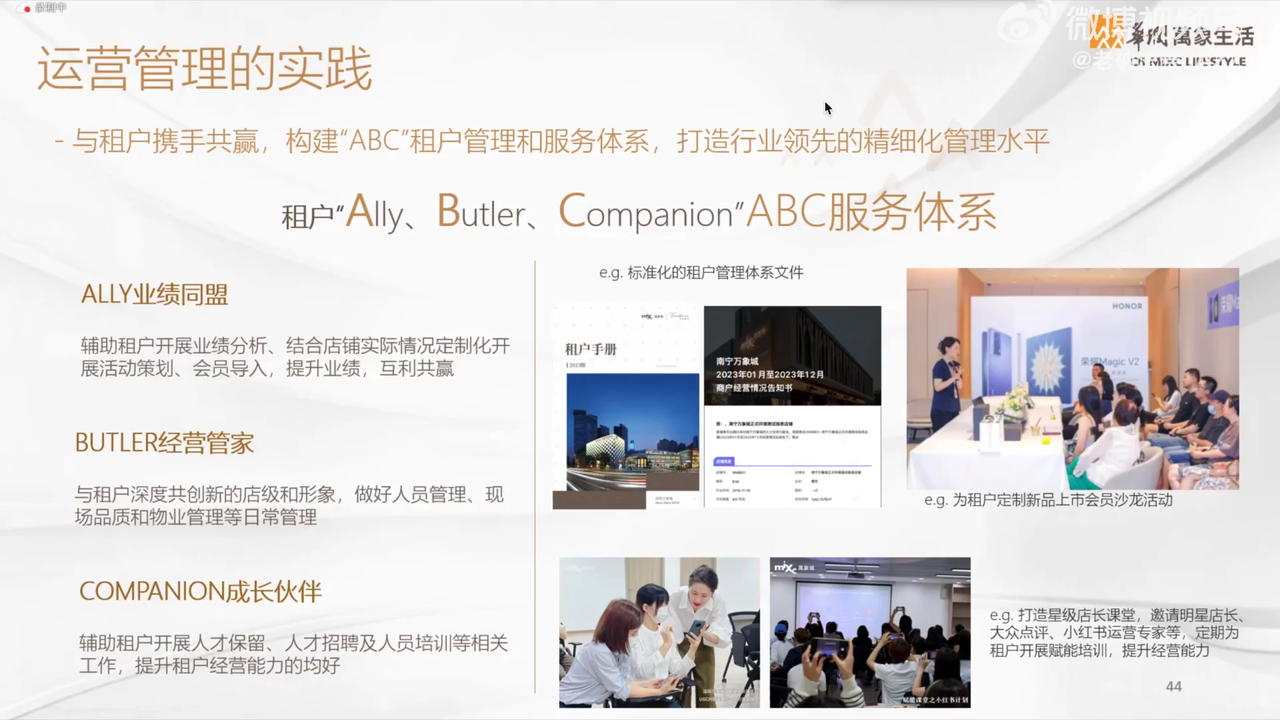 录制中
微博视频号
萬家生活
CR MIXC LIFESTYLE
运营管理的实践
- 与租户携手共赢，构建“ABC”租户管理和服务体系，打造行业领先的精细化管理水平
租户“Ally、Butler、Companion”ABC服务体系
ALLY业绩同盟
辅助租户开展业绩分析、结合店铺实际情况定制化开
展活动策划、会员导入，提升业绩，互利共赢
BUTLER经营管家
与租户深度共创新的店级和形象，做好人员管理、现
场品质和物业管理等日常管理
COMPANION成长伙伴
辅助租户开展人才保留、人才招聘及人员培训等相关
工作，提升租户经营能力的均好
e.g. 标准化的租户管理体系文件
租户手册
南宁万象城
2023年01月至2023年12月
商户经营情况告知书
HONOR
荣耀Magic V2
e.g. 为租户定制新品上市会员沙龙活动
mix 萬象城
赋能课堂之小红书计划
e.g. 打造星级店长课堂，邀请明星店长、
大众点评、小红书运营专家等，定期为
租户开展赋能培训，提升经营能力
44